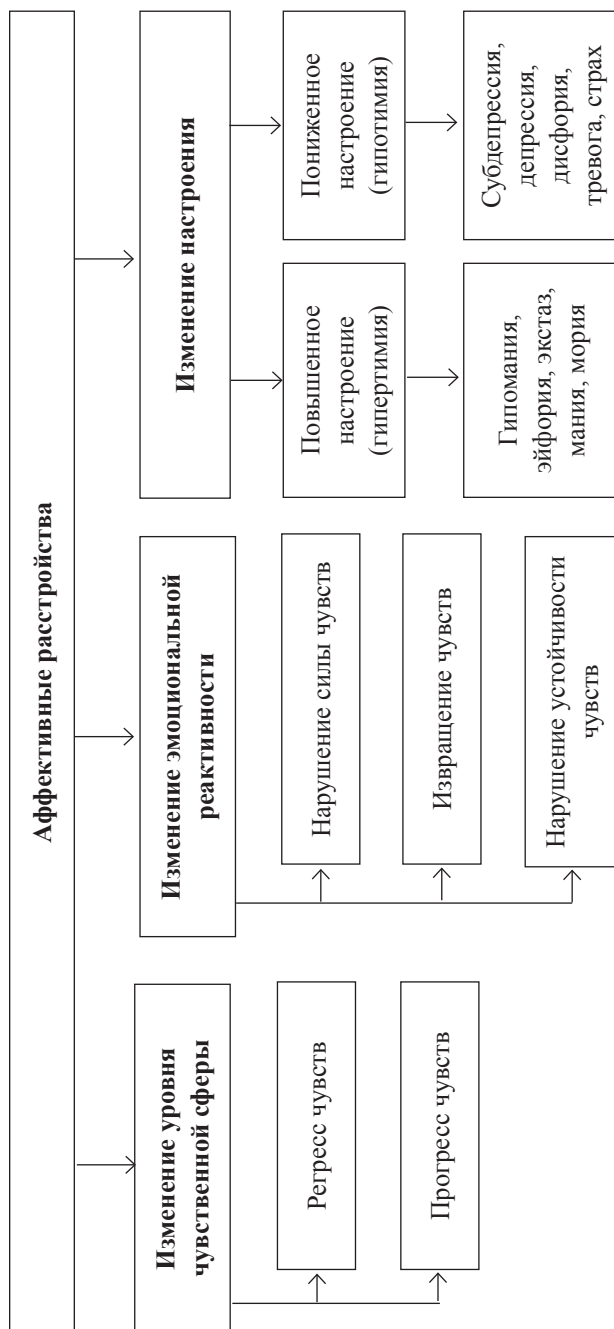 Аффективные расстройства
Изменение уровня
чувственной сферы
Регресс чувств
Прогресс чувств
Изменение эмоциональной
реактивности
Нарушение силы чувств
Извращение чувств
Нарушение устойчивости
чувств
Изменение настроения
Повышенное
настроение
(гипертимия)
Гипомания,
эйфория, экстаз,
мания, мория
Пониженное
настроение
(гипотимия)
Субдепрессия,
депрессия,
дисфория,
тревога, страх